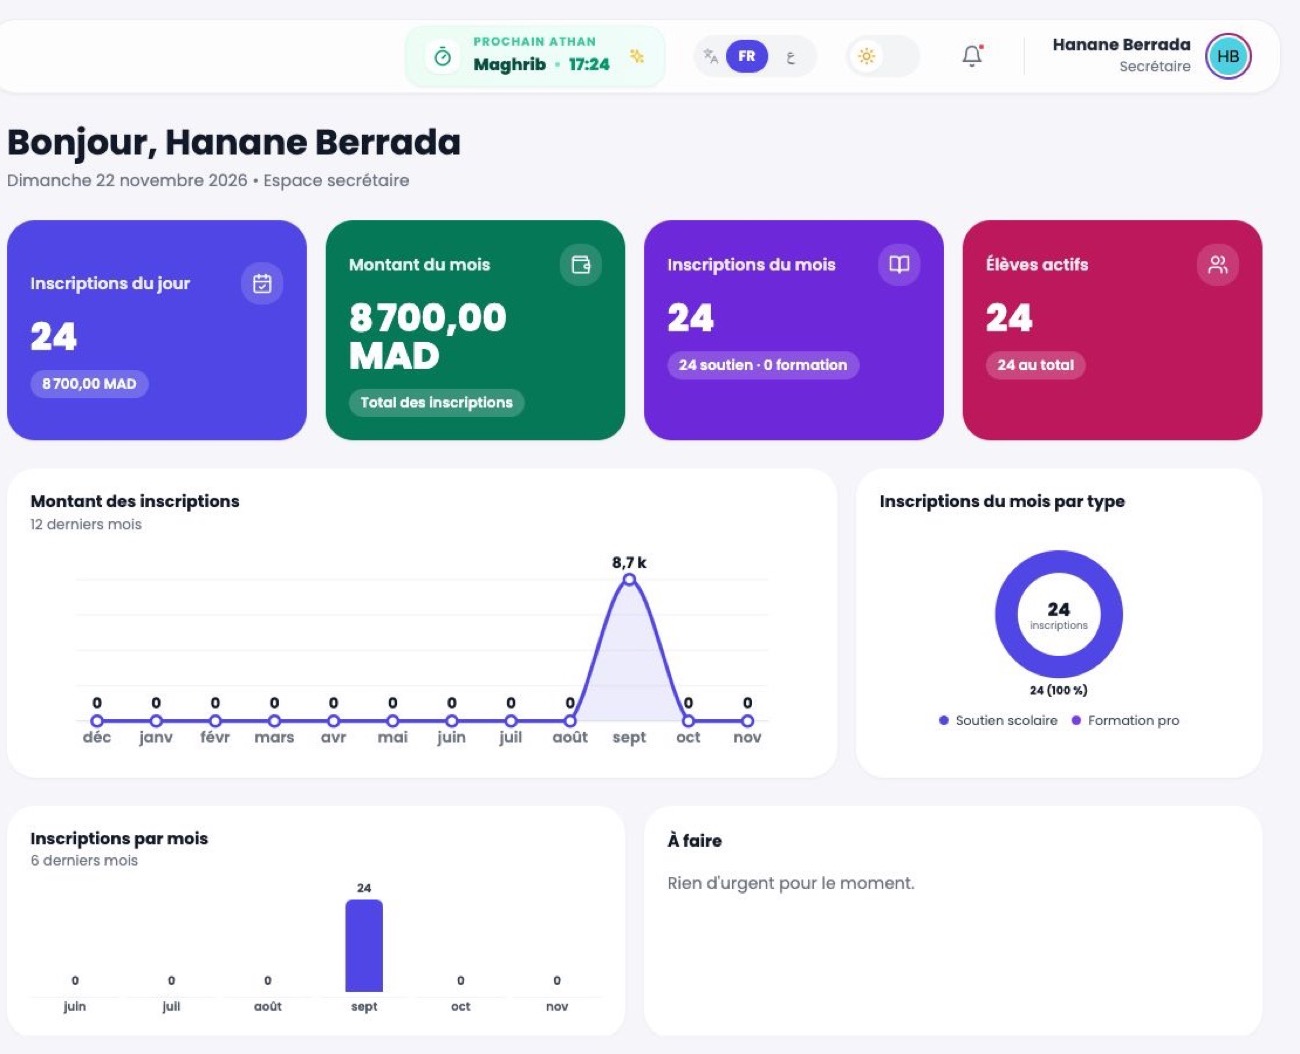 PROCHAIN ATHAN
Maghrib • 17:24
FR
ع
Hanane Berrada
Secrétaire
HB
Bonjour, Hanane Berrada
Dimanche 22 novembre 2026 • Espace secrétaire
Inscriptions du jour
24
8 700,00 MAD
Montant du mois
8 700,00
MAD
Total des inscriptions
Inscriptions du mois
24
24 soutien · 0 formation
Élèves actifs
24
24 au total
Montant des inscriptions
12 derniers mois
8,7 k
0 0 0 0 0 0 0 0 0 0 0
déc janv févr mars avr mai juin juil août sept oct nov
Inscriptions du mois par type
24
inscriptions
24 (100 %)
Soutien scolaire Formation pro
Inscriptions par mois
6 derniers mois
24
0 0 0 0 0
juin juil août sept oct nov
À faire
Rien d'urgent pour le moment.